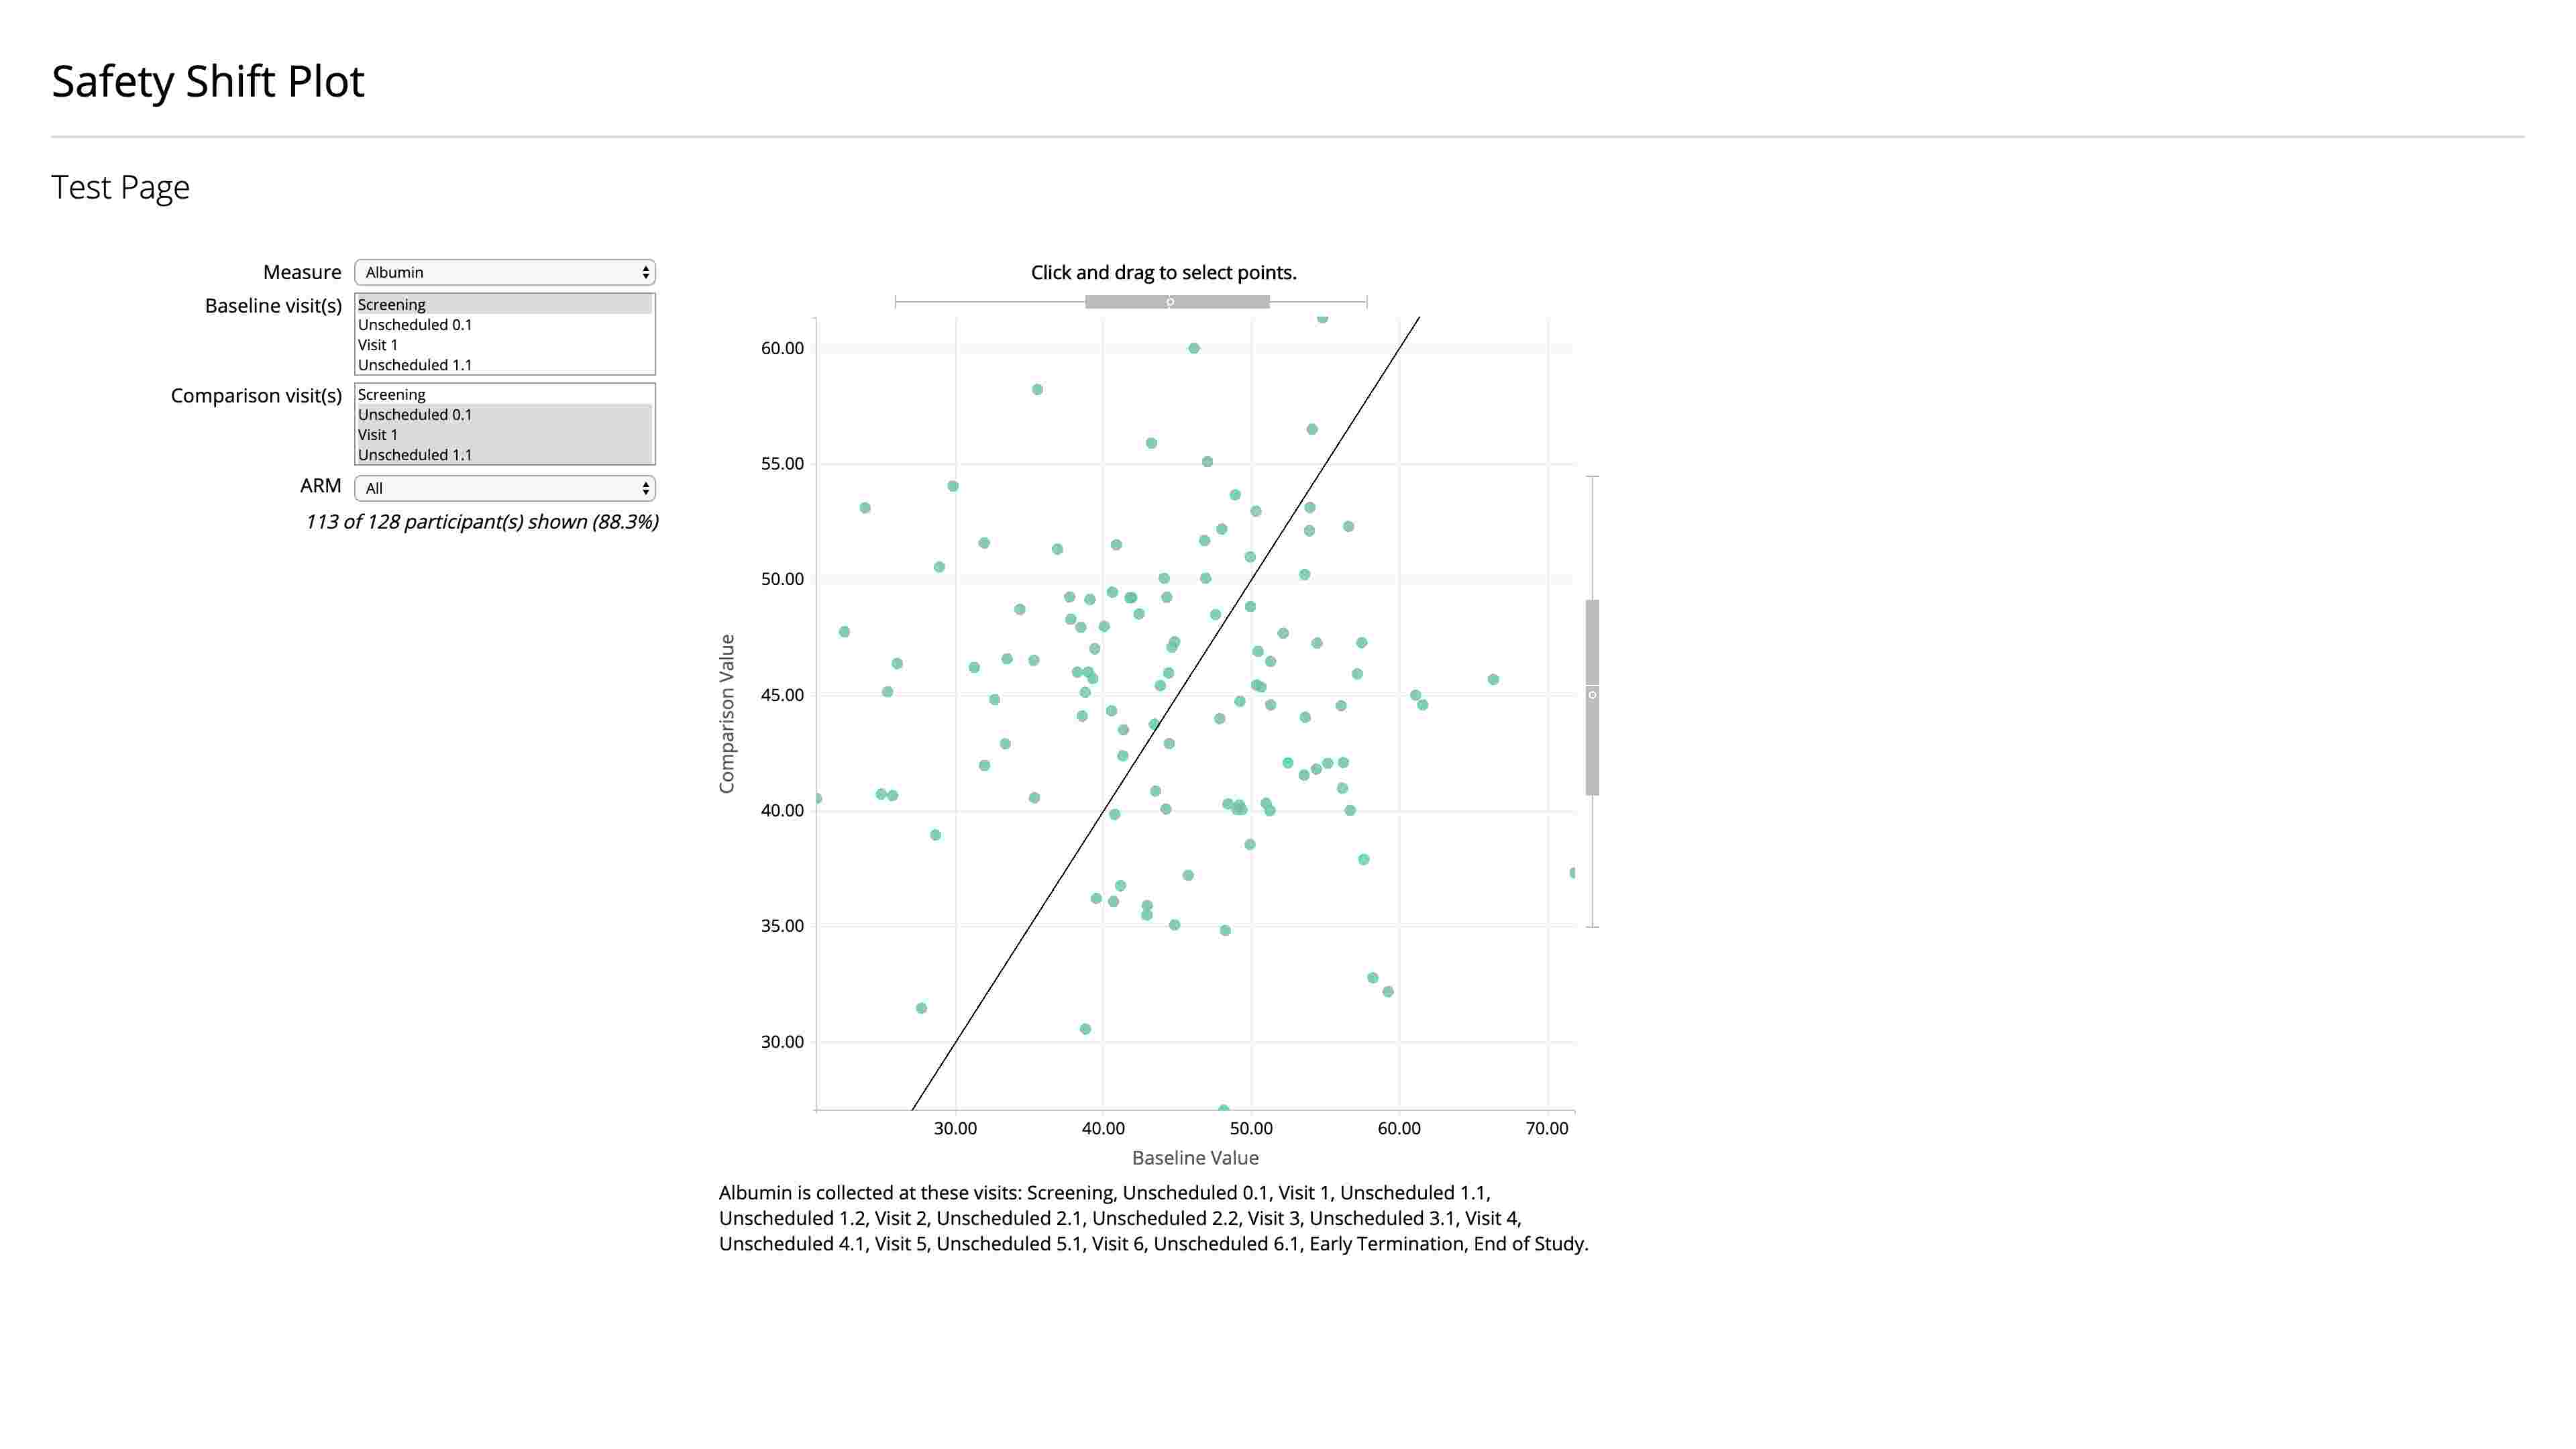 Safety Shift Plot
Test Page
Measure
Albumin
Baseline visit(s)
Screening
Unscheduled 0.1
Visit 1
Unscheduled 1.1
Comparison visit(s)
Screening
Unscheduled 0.1
Visit 1
Unscheduled 1.1
ARM
All
113 of 128 participant(s) shown (88.3%)
Click and drag to select points.
60.00
55.00
50.00
45.00
40.00
35.00
30.00
Comparison Value
30.00 40.00 50.00 60.00 70.00
Baseline Value
Albumin is collected at these visits: Screening, Unscheduled 0.1, Visit 1, Unscheduled 1.1,
Unscheduled 1.2, Visit 2, Unscheduled 2.1, Unscheduled 2.2, Visit 3, Unscheduled 3.1, Visit 4,
Unscheduled 4.1, Visit 5, Unscheduled 5.1, Visit 6, Unscheduled 6.1, Early Termination, End of Study.